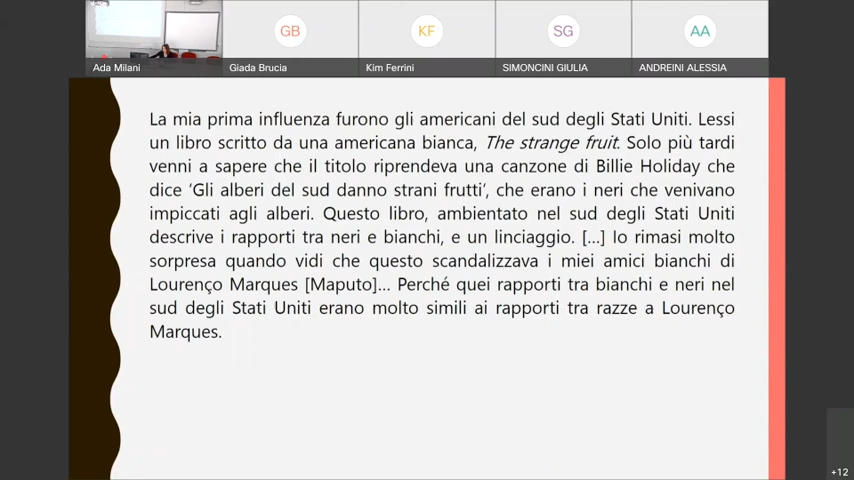 GB
KF
SG
AA
Ada Milani
Giada Brucia
Kim Ferrini
SIMONCINI GIULIA
ANDREINI ALESSIA
La mia prima influenza furono gli americani del sud degli Stati Uniti. Lessi
un libro scritto da una americana bianca, The strange fruit. Solo più tardi
venni a sapere che il titolo riprendeva una canzone di Billie Holiday che
dice ‘Gli alberi del sud danno strani frutti’, che erano i neri che venivano
impiccati agli alberi. Questo libro, ambientato nel sud degli Stati Uniti
descrive i rapporti tra neri e bianchi, e un linciaggio. [...] Io rimasi molto
sorpresa quando vidi che questo scandalizzava i miei amici bianchi di
Lourenço Marques [Maputo]... Perché quei rapporti tra bianchi e neri nel
sud degli Stati Uniti erano molto simili ai rapporti tra razze a Lourenço
Marques.
+12